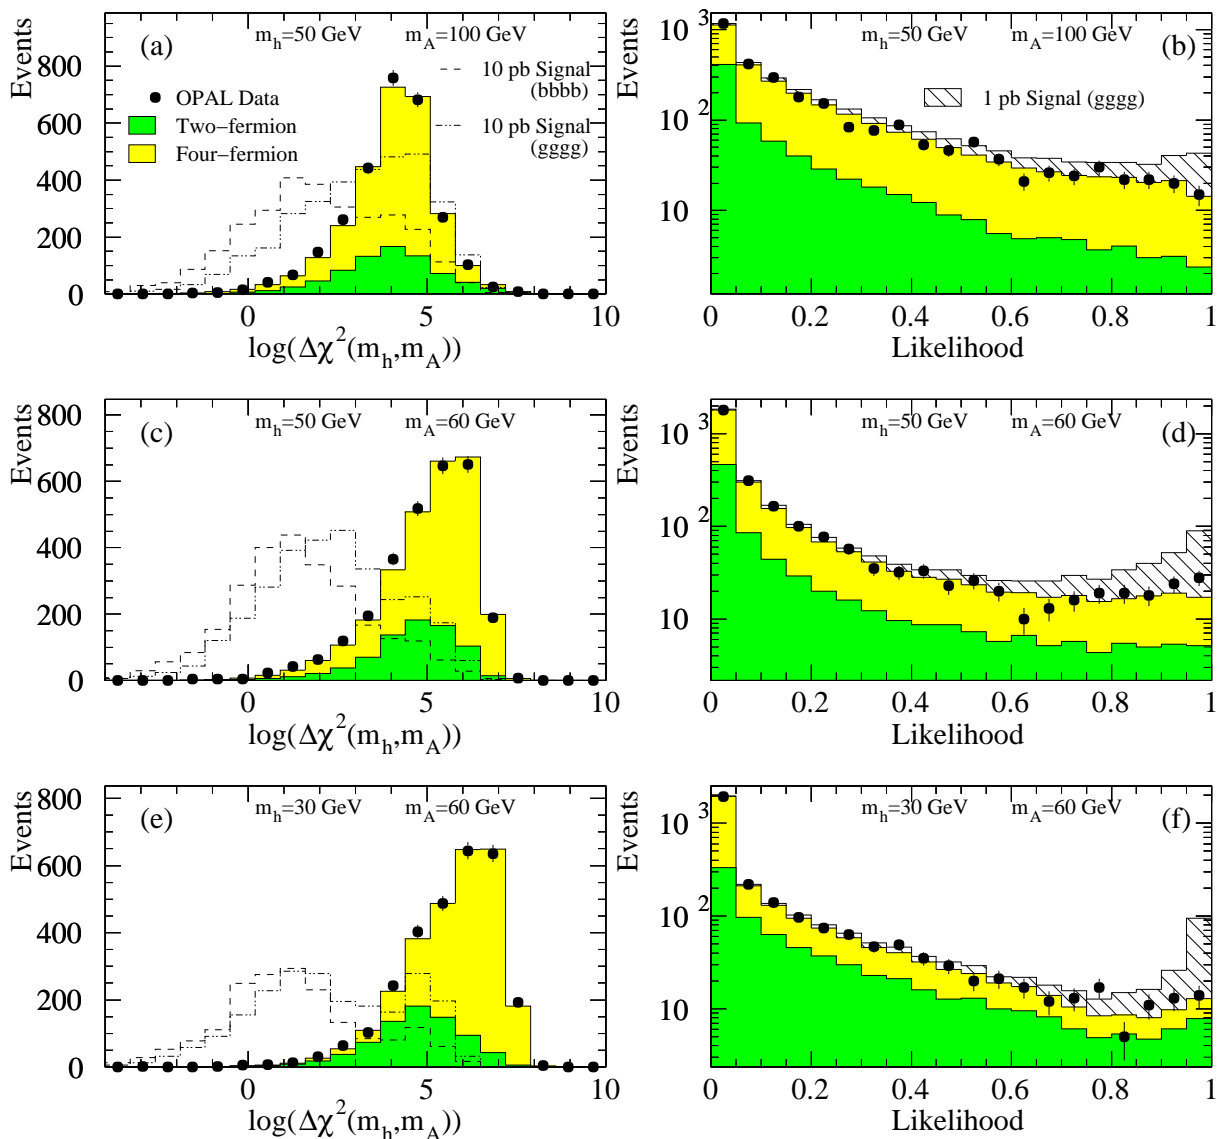 Events
(a)
m_h=50 GeV m_A=100 GeV
OPAL Data
Two-fermion
Four-fermion
10 pb Signal
(bbbb)
10 pb Signal
(gggg)
800
600
400
200
0
0 5 10
log(Δχ²(m_h,m_A))
Events
(b)
m_h=50 GeV m_A=100 GeV
1 pb Signal (gggg)
10³
10²
10
0 0.2 0.4 0.6 0.8 1
Likelihood
Events
(c)
m_h=50 GeV m_A=60 GeV
800
600
400
200
0
0 5 10
log(Δχ²(m_h,m_A))
Events
(d)
m_h=50 GeV m_A=60 GeV
10³
10²
10
0 0.2 0.4 0.6 0.8 1
Likelihood
Events
(e)
m_h=30 GeV m_A=60 GeV
800
600
400
200
0
0 5 10
log(Δχ²(m_h,m_A))
Events
(f)
m_h=30 GeV m_A=60 GeV
10³
10²
10
0 0.2 0.4 0.6 0.8 1
Likelihood